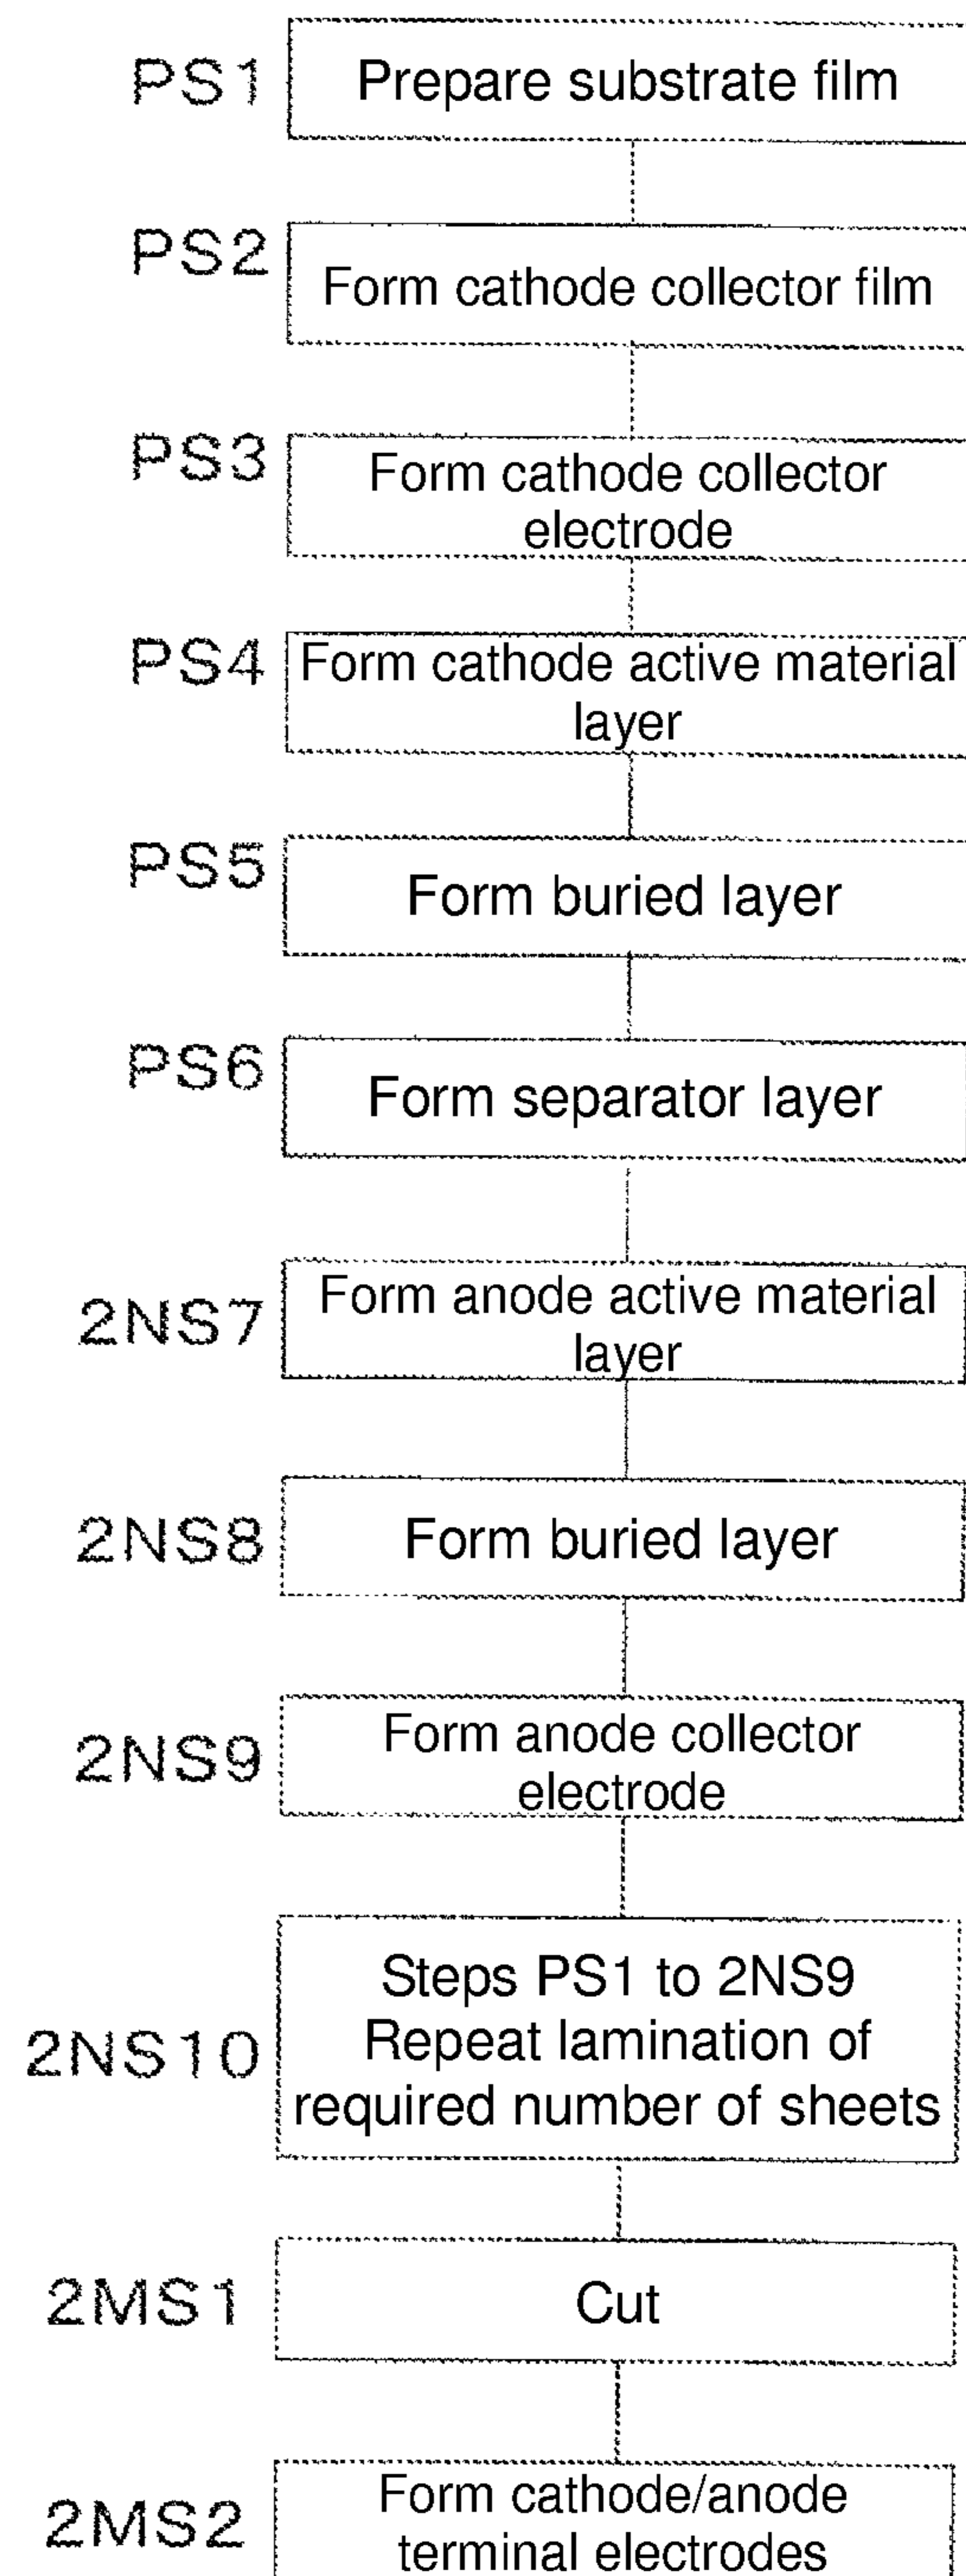 PS1 Prepare substrate film
PS2 Form cathode collector film
PS3 Form cathode collector
electrode
PS4 Form cathode active material
layer
PS5 Form buried layer
PS6 Form separator layer
2NS7 Form anode active material
layer
2NS8 Form buried layer
2NS9 Form anode collector
electrode
Steps PS1 to 2NS9
2NS10 Repeat lamination of
required number of sheets
2MS1 Cut
2MS2 Form cathode/anode
terminal electrodes